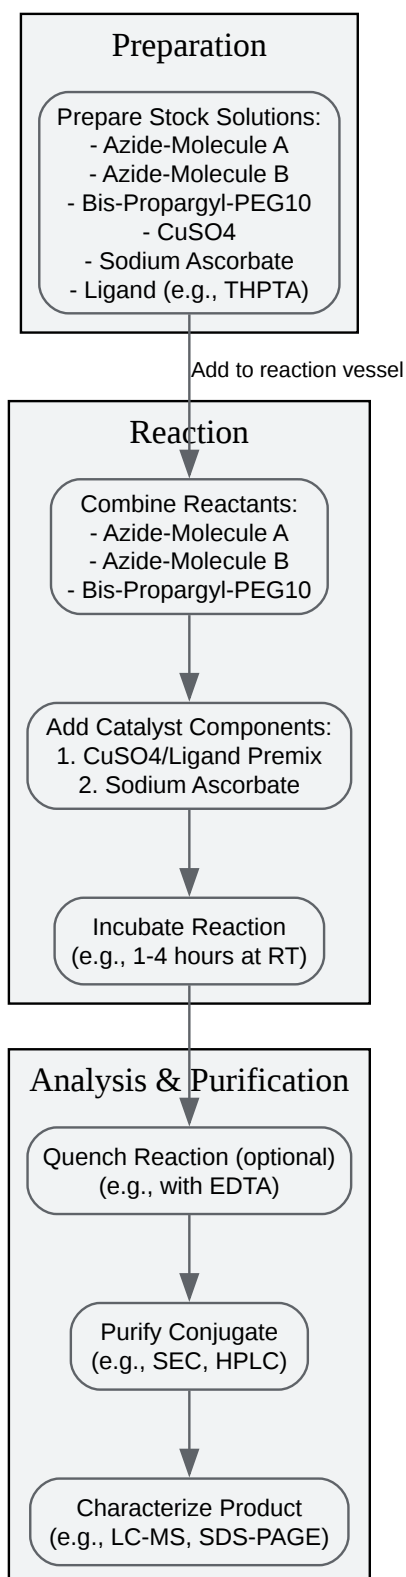 Preparation
Prepare Stock Solutions:
- Azide-Molecule A
- Azide-Molecule B
- Bis-Propargyl-PEG10
- CuSO4
- Sodium Ascorbate
- Ligand (e.g., THPTA)
Add to reaction vessel
Reaction
Combine Reactants:
- Azide-Molecule A
- Azide-Molecule B
- Bis-Propargyl-PEG10
Add Catalyst Components:
1. CuSO4/Ligand Premix
2. Sodium Ascorbate
Incubate Reaction
(e.g., 1-4 hours at RT)
Analysis & Purification
Quench Reaction (optional)
(e.g., with EDTA)
Purify Conjugate
(e.g., SEC, HPLC)
Characterize Product
(e.g., LC-MS, SDS-PAGE)